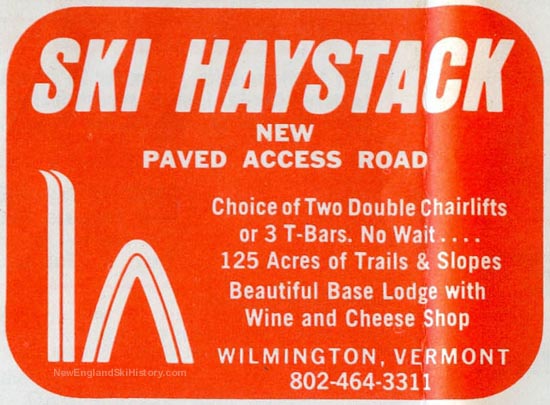 SKI HAYSTACK
NEW
PAVED ACCESS ROAD
Choice of Two Double Chairlifts
or 3 T-Bars. No Wait....
125 Acres of Trails & Slopes
Beautiful Base Lodge with
Wine and Cheese Shop
WILMINGTON, VERMONT
802-464-3311
NewEnglandSkiHistory.com